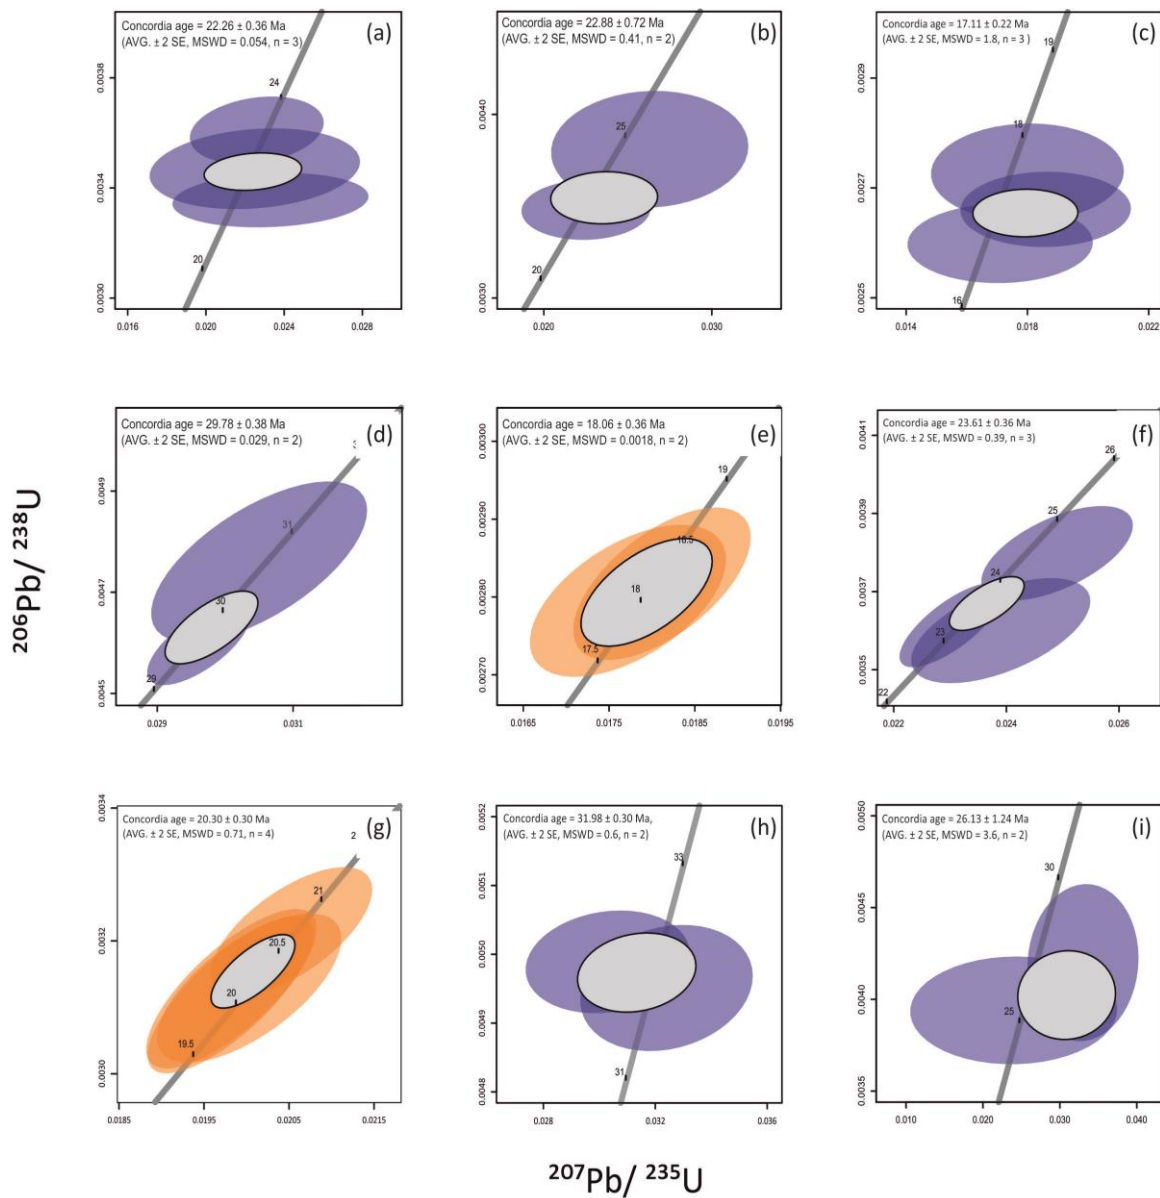 Concordia age = 22.26 ± 0.36 Ma
(AVG. ± 2 SE, MSWD = 0.054, n = 3)
(a)
0.0038
0.0034
0.0030
24
20
0.016 0.020 0.024 0.028
Concordia age = 22.88 ± 0.72 Ma
(AVG. ± 2 SE, MSWD = 0.41, n = 2)
(b)
0.0040
0.0030
25
20
0.020 0.030
Concordia age = 17.11 ± 0.22 Ma
(AVG. ± 2 SE, MSWD = 1.8, n = 3 )
(c)
0.0029
0.0027
0.0025
19
18
16
0.014 0.018 0.022
Concordia age = 29.78 ± 0.38 Ma
(AVG. ± 2 SE, MSWD = 0.029, n = 2)
(d)
0.0049
0.0047
0.0045
31
30
29
0.029 0.031
Concordia age = 18.06 ± 0.36 Ma
(AVG. ± 2 SE, MSWD = 0.0018, n = 2)
(e)
0.00300
0.00290
0.00280
0.00270
19
18.5
18
17.5
0.0165 0.0175 0.0185 0.0195
Concordia age = 23.61 ± 0.36 Ma
(AVG. ± 2 SE, MSWD = 0.39, n = 3)
(f)
0.0041
0.0039
0.0037
0.0035
26
25
24
23
22
0.022 0.024 0.026
Concordia age = 20.30 ± 0.30 Ma
(AVG. ± 2 SE, MSWD = 0.71, n = 4)
(g)
0.0034
0.0032
0.0030
2
21
20.5
20
19.5
0.0185 0.0195 0.0205 0.0215
Concordia age = 31.98 ± 0.30 Ma,
(AVG. ± 2 SE, MSWD = 0.6, n = 2)
(h)
0.0052
0.0051
0.0050
0.0049
0.0048
33
31
0.028 0.032 0.036
Concordia age = 26.13 ± 1.24 Ma
(AVG. ± 2 SE, MSWD = 3.6, n = 2)
(i)
0.0050
0.0045
0.0040
0.0035
30
25
0.010 0.020 0.030 0.040
²⁰⁶Pb/ ²³⁸U
²⁰⁷Pb/ ²³⁵U